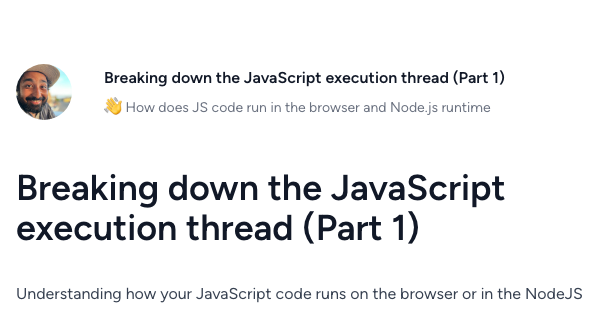 Breaking down the JavaScript execution thread (Part 1)
👋 How does JS code run in the browser and Node.js runtime
Breaking down the JavaScript
execution thread (Part 1)
Understanding how your JavaScript code runs on the browser or in the NodeJS